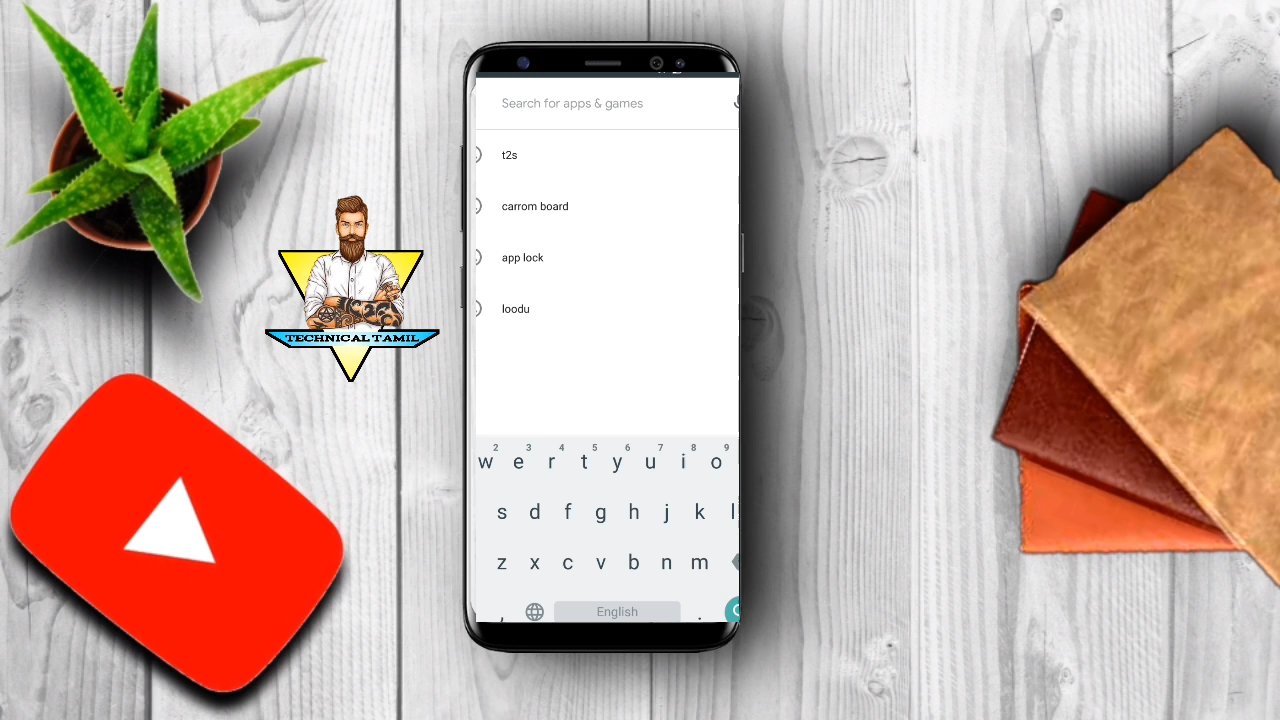 Search for apps & games
t2s
carrom board
app lock
loodu
TECHNICAL TAMIL
2 3 4 5 6 7 8 9
w e r t y u i o
s d f g h j k l
z x c v b n m
, English .